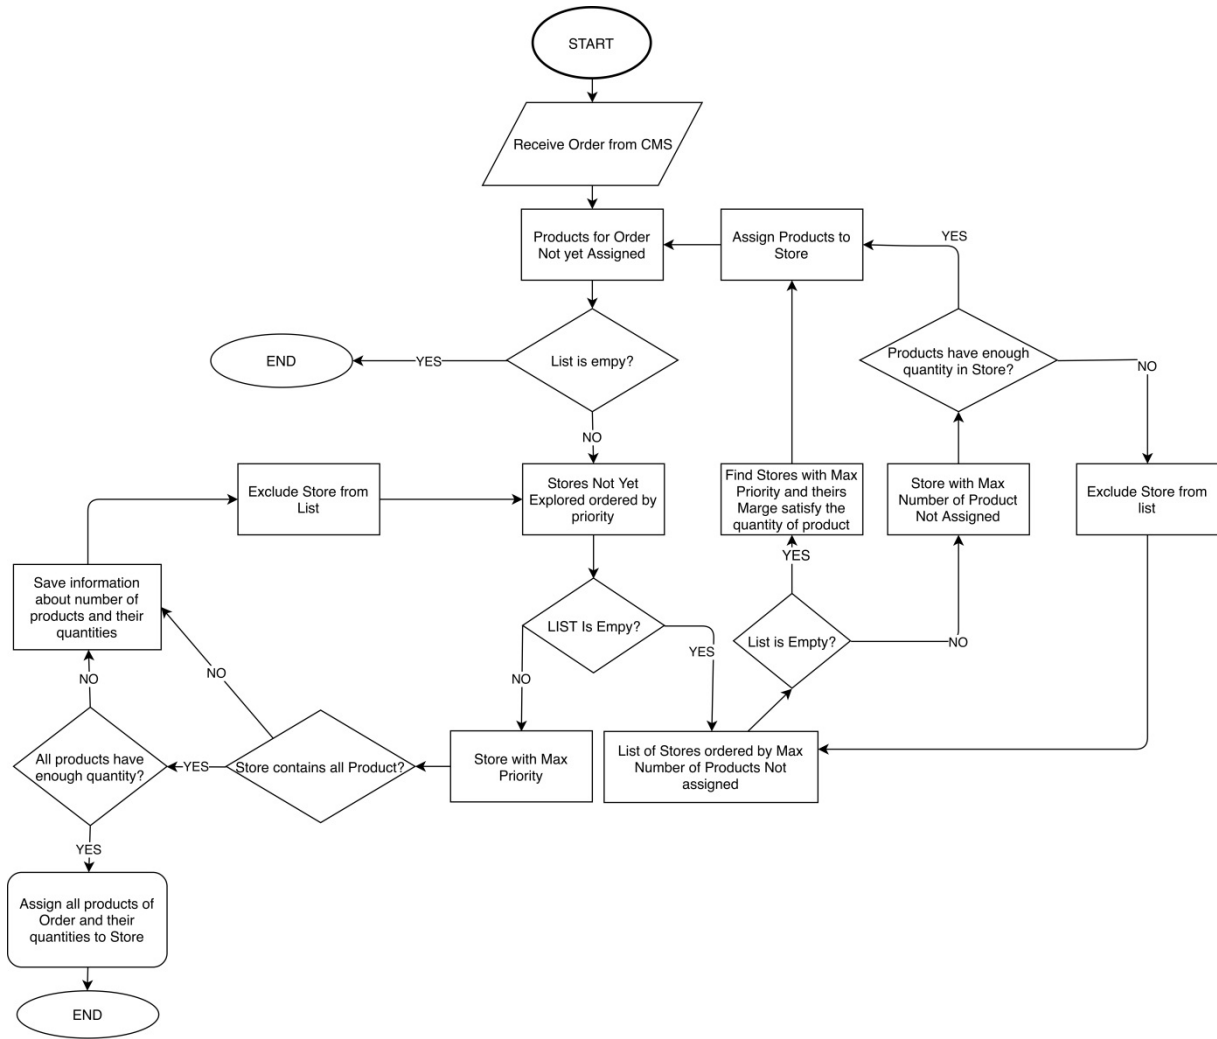 START
Receive Order from CMS
Products for Order
Not yet Assigned
Assign Products to
Store
YES
END
YES
List is empy?
Products have enough
quantity in Store?
NO
NO
Exclude Store from
List
Stores Not Yet
Explored ordered by
priority
Find Stores with Max
Priority and theirs
Marge satisfy the
quantity of product
Store with Max
Number of Product
Not Assigned
Exclude Store from
list
YES
Save information
about number of
products and their
quantities
LIST Is Empy?
YES
List is Empty?
NO
NO
NO
NO
All products have
enough quantity?
YES
Store contains all Product?
Store with Max
Priority
List of Stores ordered by Max
Number of Products Not
assigned
YES
Assign all products of
Order and their
quantities to Store
END